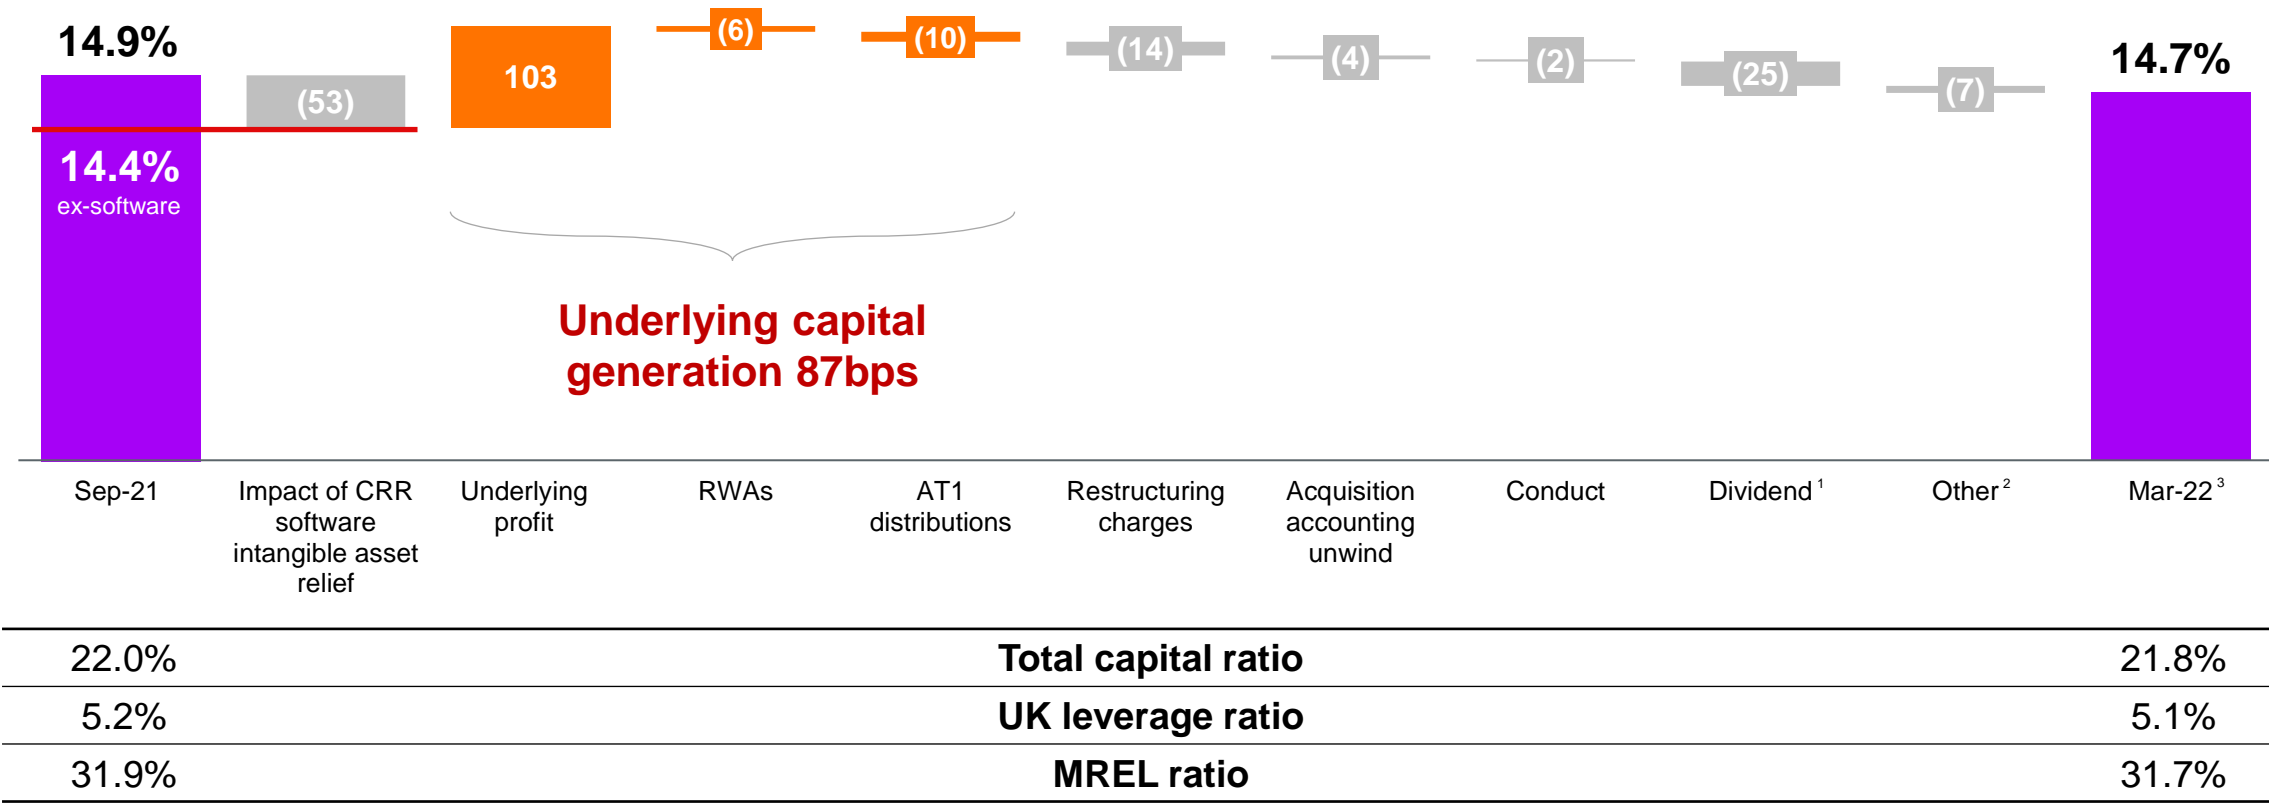 14.9%
14.4%
ex-software
(53)
103
(6)
(10)
(14)
(4)
(2)
(25)
(7)
14.7%
Underlying capital
generation 87bps
Sep-21
Impact of CRR
software
intangible asset
relief
Underlying
profit
RWAs
AT1
distributions
Restructuring
charges
Acquisition
accounting
unwind
Conduct
Dividend 1
Other 2
Mar-22 3
22.0% Total capital ratio 21.8%
5.2% UK leverage ratio 5.1%
31.9% MREL ratio 31.7%